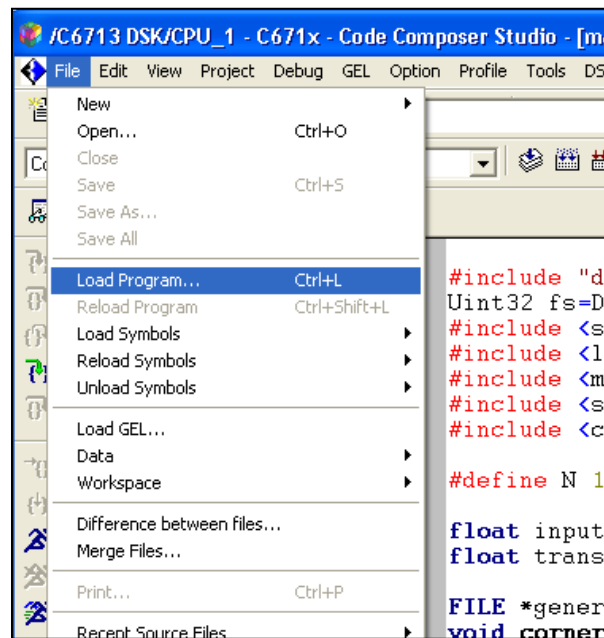 /C6713 DSK/CPU_1 - C671x - Code Composer Studio - [m
File Edit View Project Debug GEL Option Profile Tools DS
New
Open... Ctrl+O
Close
Save Ctrl+S
Save As...
Save All
Load Program... Ctrl+L
Reload Program Ctrl+Shift+L
Load Symbols
Reload Symbols
Unload Symbols
Load GEL...
Data
Workspace
Difference between files...
Merge Files...
Print... Ctrl+P
Recent Source Files
Co
#include "d
Uint32 fs=D
#include <s
#include <l
#include <m
#include <s
#include <c
#define N 1
float input
float trans
FILE *gener
void corner